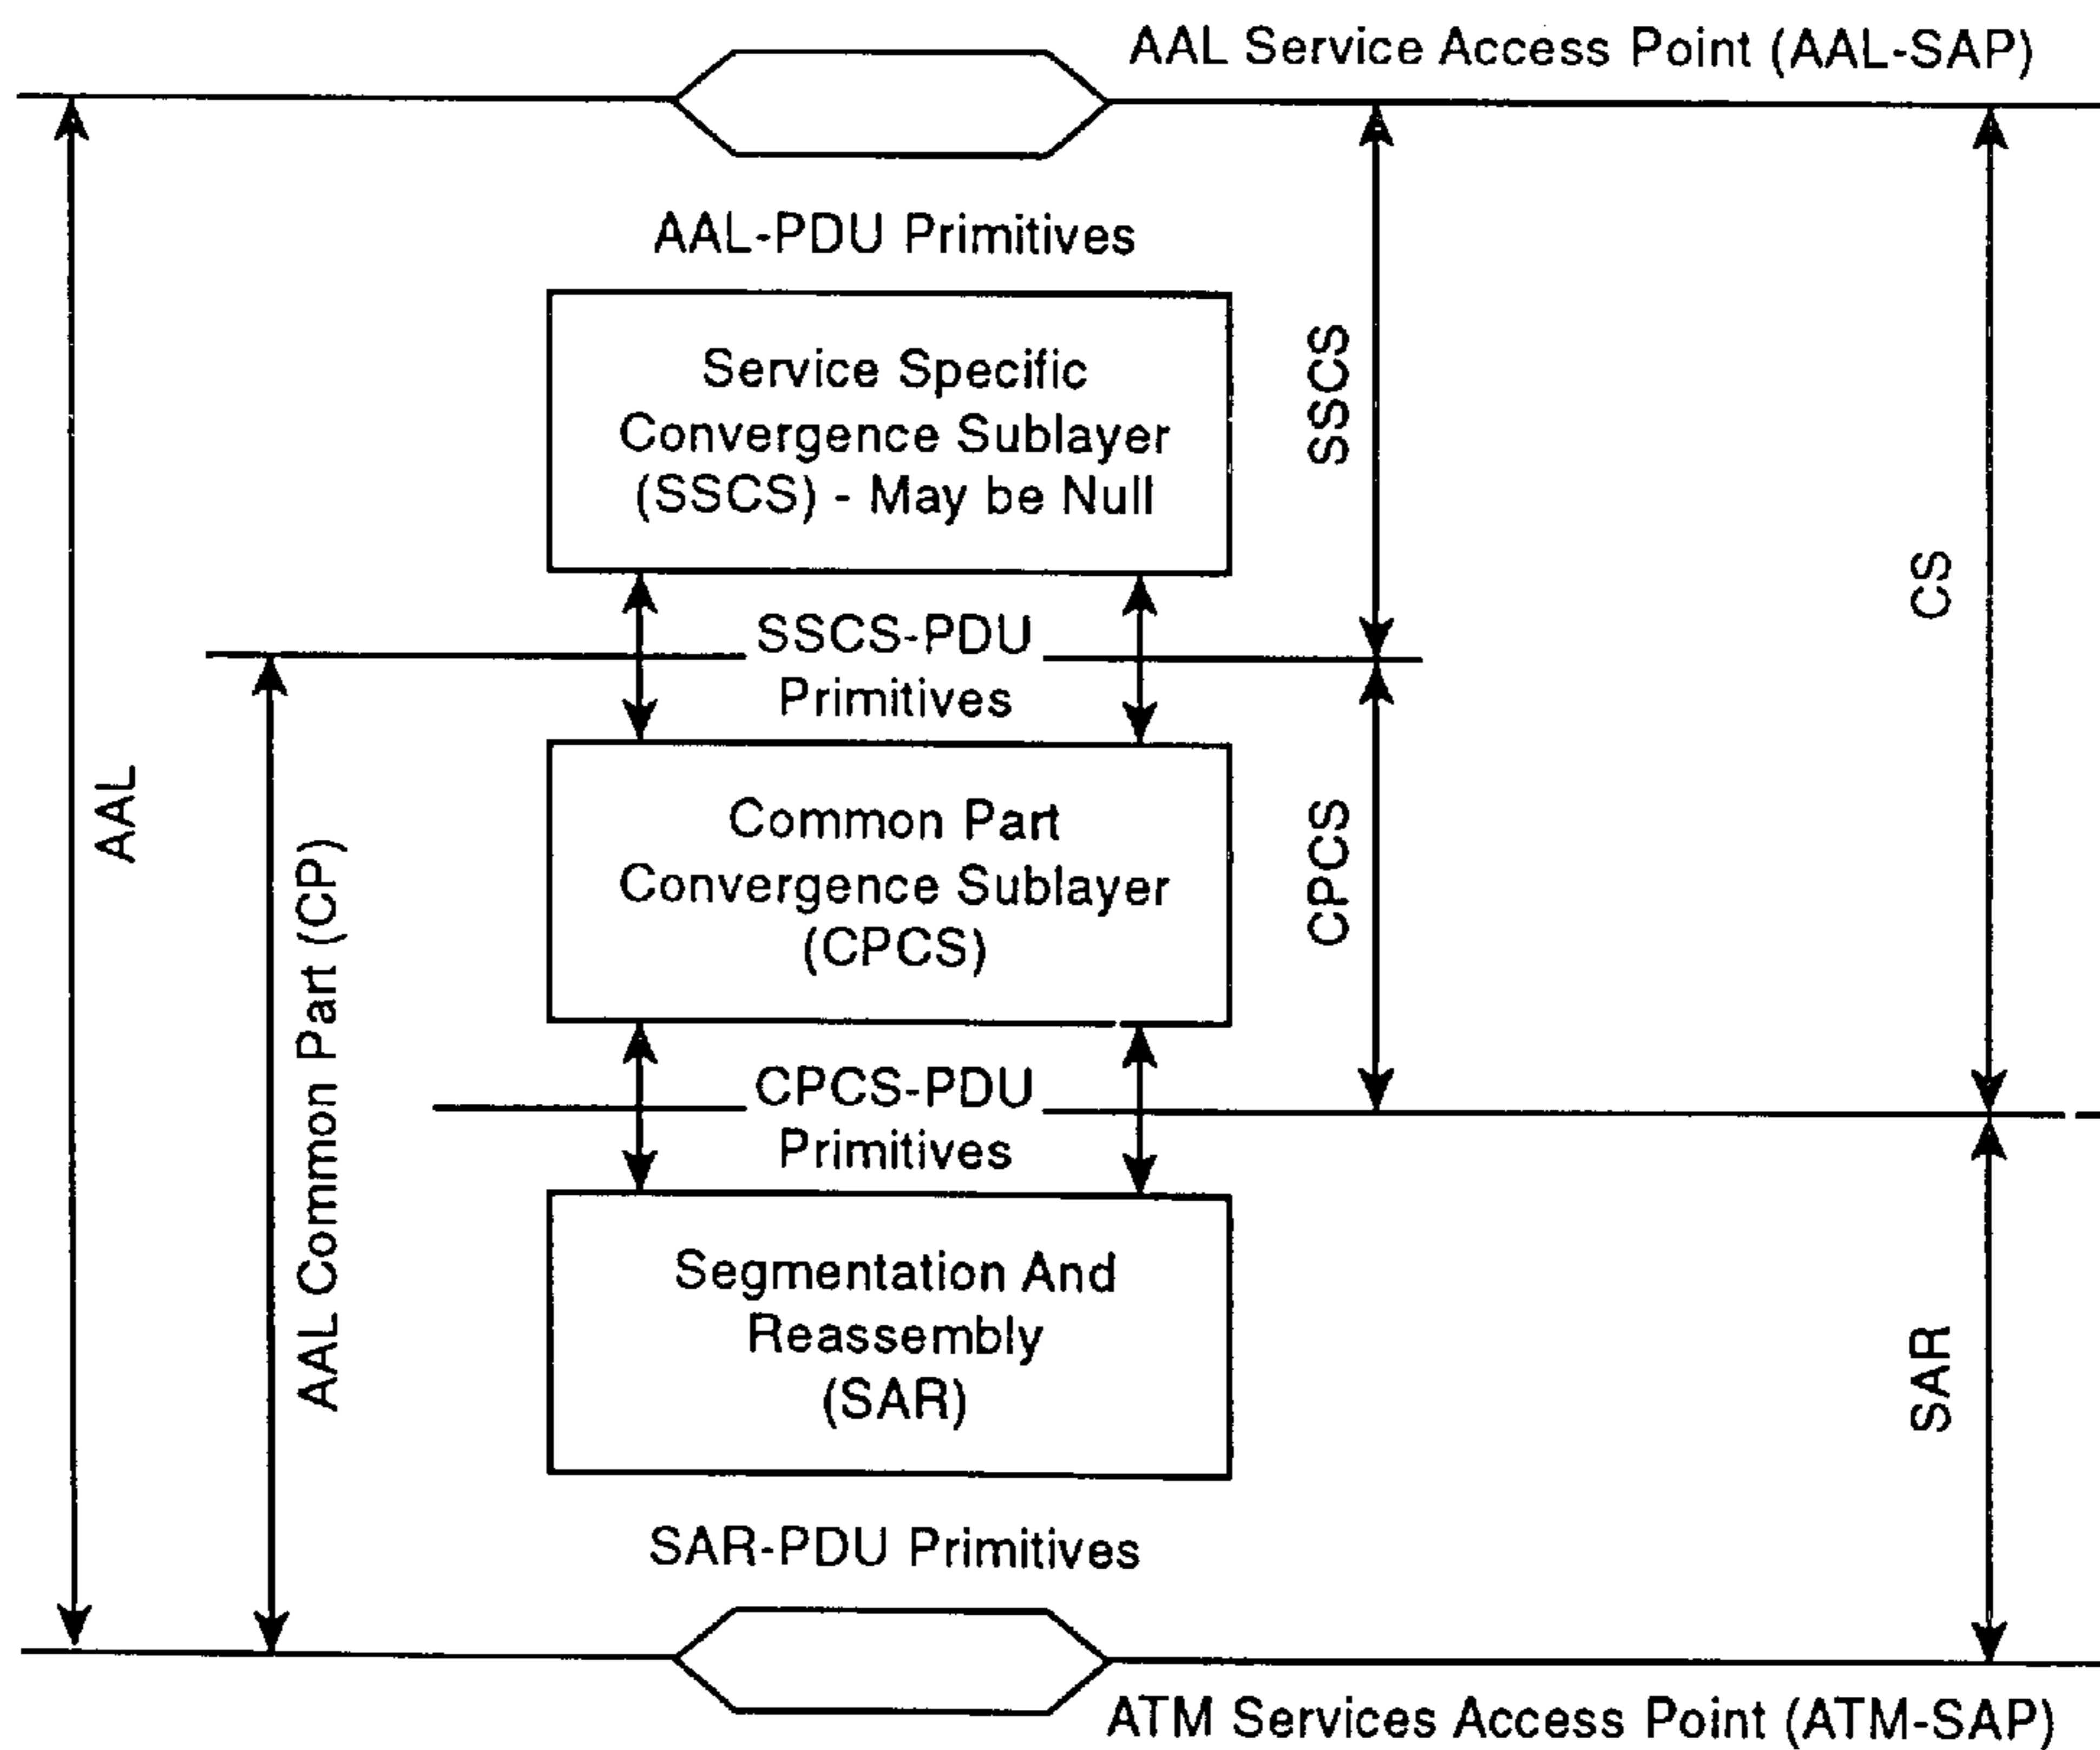 AAL Service Access Point (AAL-SAP)
AAL-PDU Primitives
Service Specific
Convergence Sublayer
(SSCS) - May be Null
SSCS
CS
SSCS-PDU
Primitives
AAL
Common Part
Convergence Sublayer
(CPCS)
CPCS
AAL Common Part (CP)
CPCS-PDU
Primitives
Segmentation And
Reassembly
(SAR)
SAR
SAR-PDU Primitives
ATM Services Access Point (ATM-SAP)